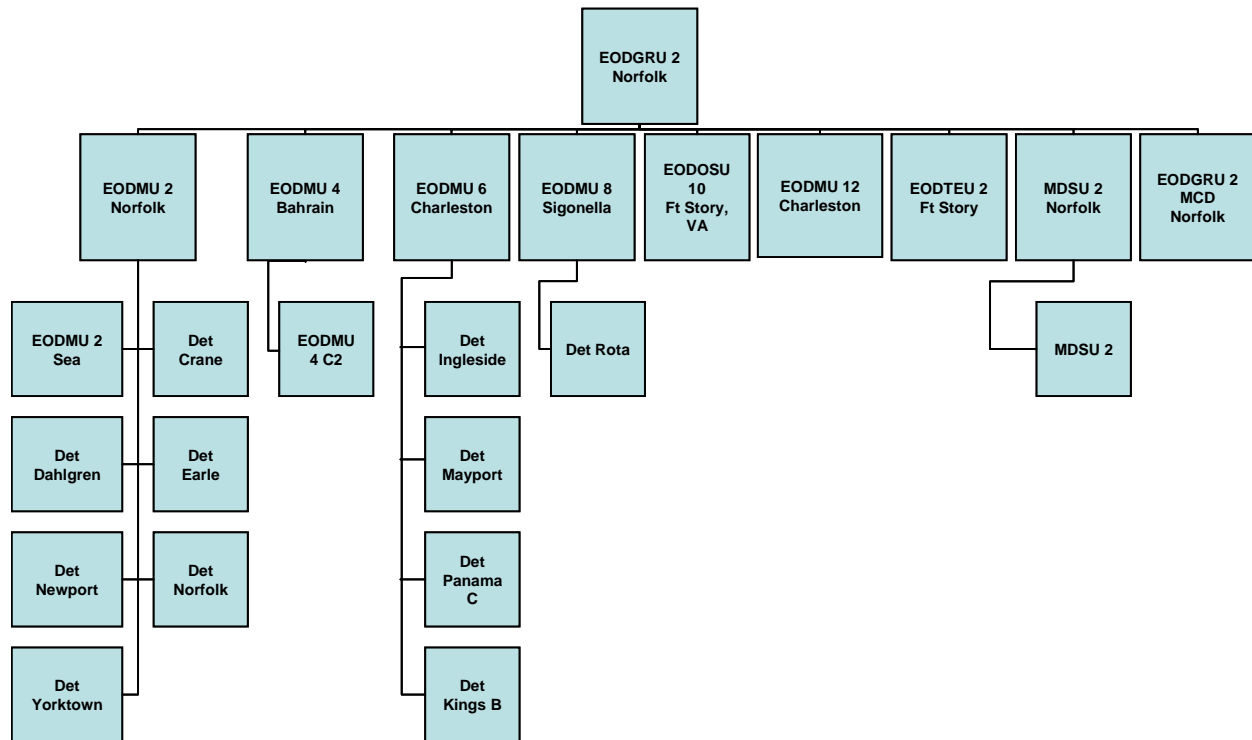 EODGRU 2
Norfolk
EODMU 2
Norfolk
EODMU 4
Bahrain
EODMU 6
Charleston
EODMU 8
Sigonella
EODOSU
10
Ft Story,
VA
EODMU 12
Charleston
EODTEU 2
Ft Story
MDSU 2
Norfolk
EODGRU 2
MCD
Norfolk
EODMU 2
Sea
Det
Crane
EODMU
4 C2
Det
Ingleside
Det Rota
MDSU 2
Det
Dahlgren
Det
Earle
Det
Mayport
Det
Newport
Det
Norfolk
Det
Panama
C
Det
Yorktown
Det
Kings B